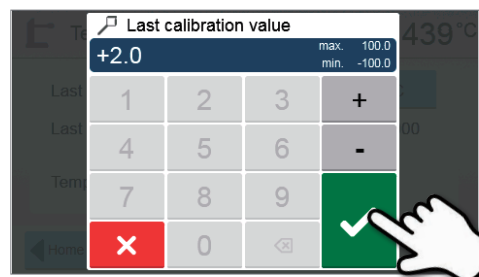 Te
439°C
Last calibration value
+2.0
max. 100.0
min. -100.0
Last
1 2 3 +
Last
00
4 5 6 -
Temp
7 8 9
Home
0